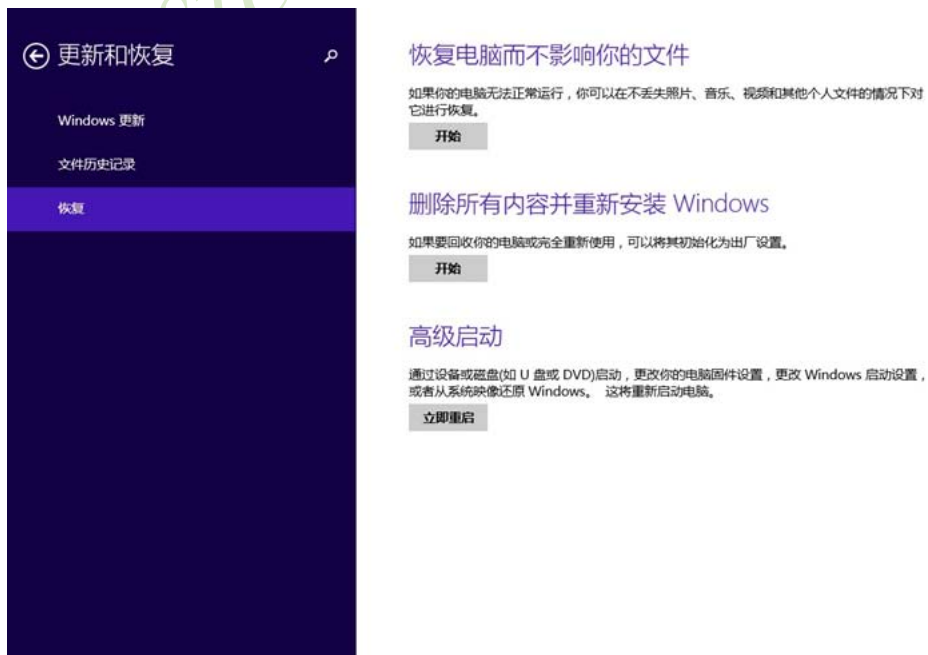 更新和恢复
Windows 更新
文件历史记录
恢复
恢复电脑而不影响你的文件
如果你的电脑无法正常运行，你可以在不丢失照片、音乐、视频和其他个人文件的情况下对
它进行恢复。
开始
删除所有内容并重新安装 Windows
如果要回收你的电脑或完全重新使用，可以将其初始化为出厂设置。
开始
高级启动
通过设备或磁盘(如 U 盘或 DVD)启动，更改你的电脑固件设置，更改 Windows 启动设置，
或者从系统映像还原 Windows。 这将重新启动电脑。
立即重启